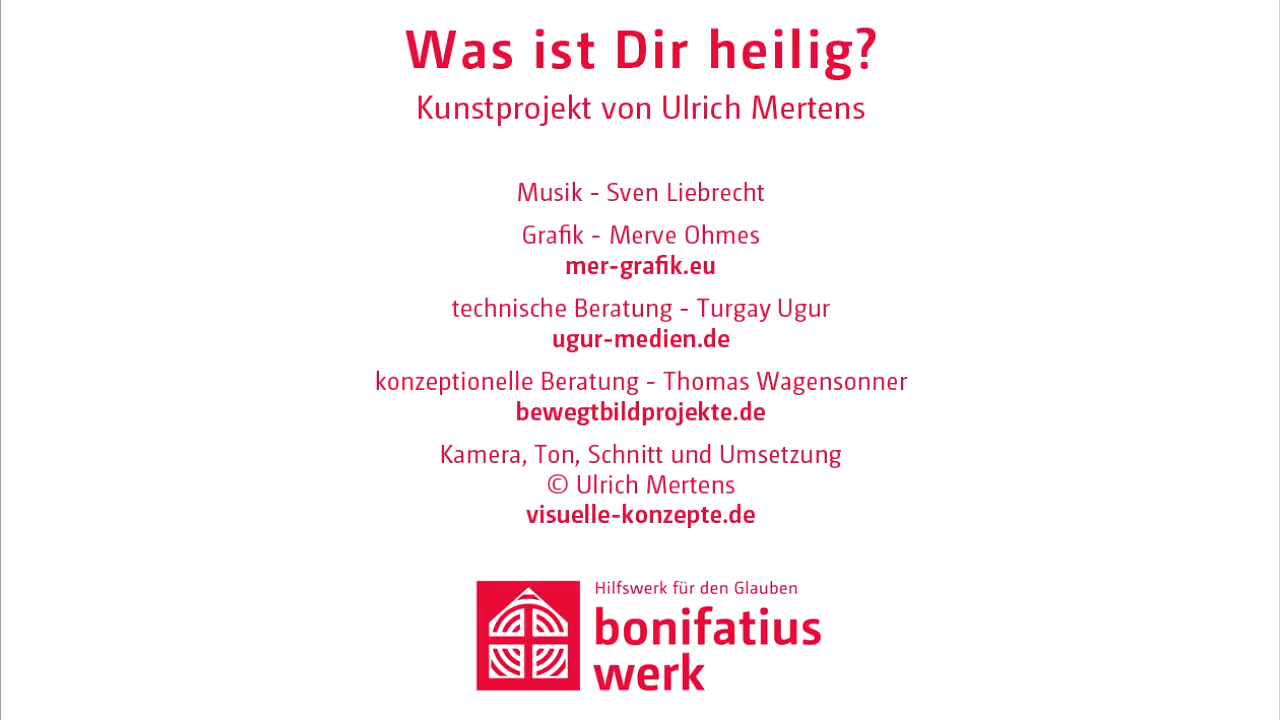 Was ist Dir heilig?
Kunstprojekt von Ulrich Mertens
Musik - Sven Liebrecht
Grafik - Merve Ohmes
mer-grafik.eu
technische Beratung - Turgay Ugur
ugur-medien.de
konzeptionelle Beratung - Thomas Wagensonner
bewegtbildprojekte.de
Kamera, Ton, Schnitt und Umsetzung
© Ulrich Mertens
visuelle-konzepte.de
Hilfswerk für den Glauben
bonifatius
werk